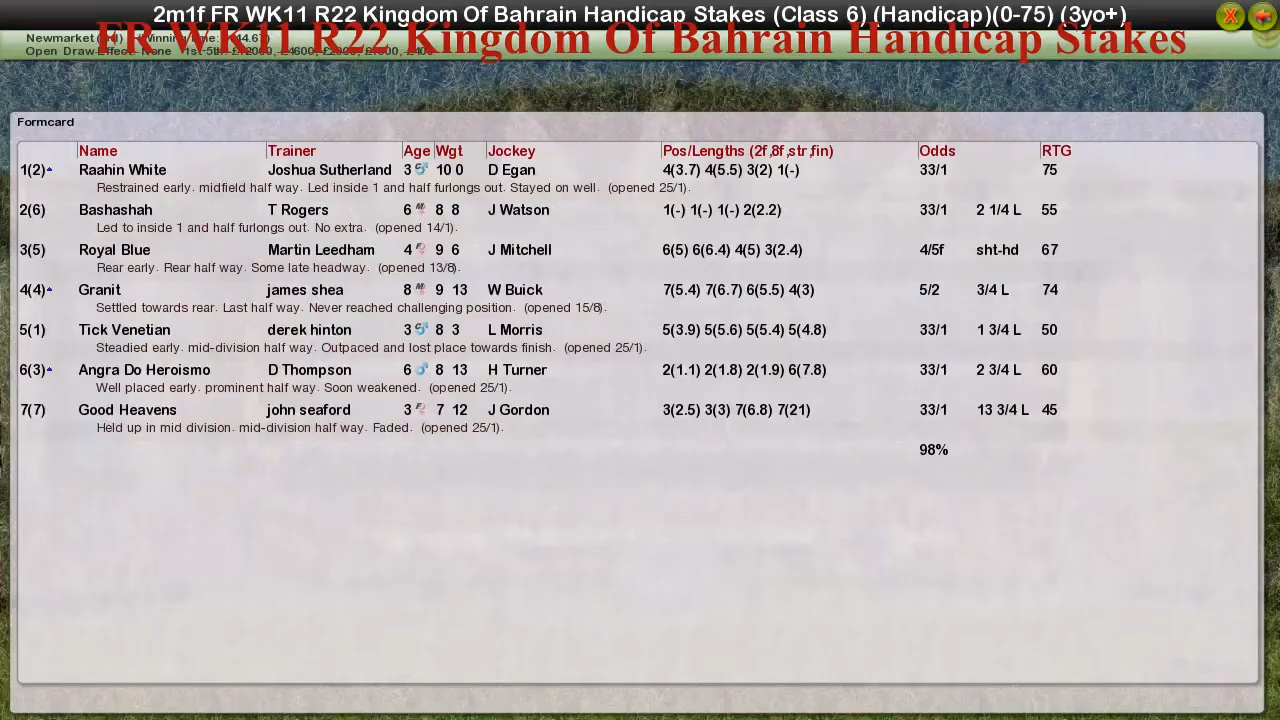 2m1f FR WK11 R22 Kingdom Of Bahrain Handicap Stakes (Class 6) (Handicap)(0-75) (3yo+)
FR WK11 R22 Kingdom Of Bahrain Handicap Stakes
Newmarket
Open Draw Effect: None 1st-5th:
Formcard
Name Trainer Age Wgt Jockey Pos/Lengths (2f,8f,str,fin) Odds RTG
1(2) Raahin White Joshua Sutherland 3 10 0 D Egan 4(3.7) 4(5.5) 3(2) 1(-) 33/1 75
Restrained early. midfield half way. Led inside 1 and half furlongs out. Stayed on well. (opened 25/1).
2(6) Bashashah T Rogers 6 8 8 J Watson 1(-) 1(-) 1(-) 2(2.2) 33/1 2 1/4 L 55
Led to inside 1 and half furlongs out. No extra. (opened 14/1).
3(5) Royal Blue Martin Leedham 4 9 6 J Mitchell 6(5) 6(6.4) 4(5) 3(2.4) 4/5f sht-hd 67
Rear early. Rear half way. Some late headway. (opened 13/8).
4(4) Granit james shea 8 9 13 W Buick 7(5.4) 7(6.7) 6(5.5) 4(3) 5/2 3/4 L 74
Settled towards rear. Last half way. Never reached challenging position. (opened 15/8).
5(1) Tick Venetian derek hinton 3 8 3 L Morris 5(3.9) 5(5.6) 5(5.4) 5(4.8) 33/1 1 3/4 L 50
Steadied early. mid-division half way. Outpaced and lost place towards finish. (opened 25/1).
6(3) Angra Do Heroismo D Thompson 6 8 13 H Turner 2(1.1) 2(1.8) 2(1.9) 6(7.8) 33/1 2 3/4 L 60
Well placed early. prominent half way. Soon weakened. (opened 25/1).
7(7) Good Heavens john seaford 3 7 12 J Gordon 3(2.5) 3(3) 7(6.8) 7(21) 33/1 13 3/4 L 45
Held up in mid division. mid-division half way. Faded. (opened 25/1).
98%